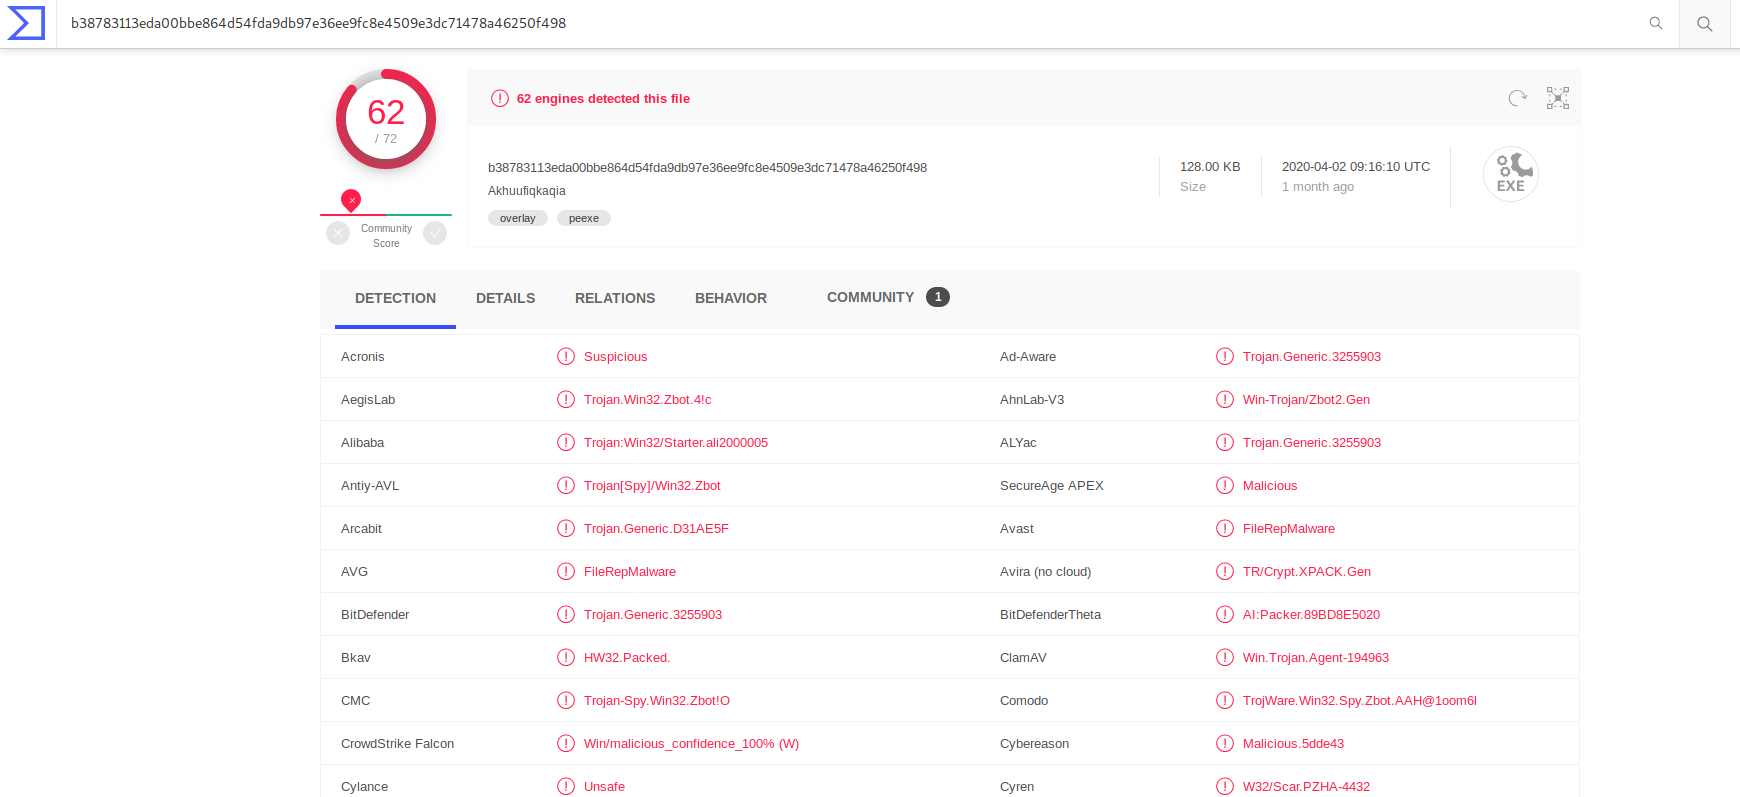 b38783113eda00bbe864d54fda9db97e36ee9fc8e4509e3dc71478a46250f498
62
/ 72
Community
Score
62 engines detected this file
b38783113eda00bbe864d54fda9db97e36ee9fc8e4509e3dc71478a46250f498
Akhuufiqkaqia
overlay peexe
128.00 KB
Size
2020-04-02 09:16:10 UTC
1 month ago
EXE
DETECTION DETAILS RELATIONS BEHAVIOR COMMUNITY 1
Acronis Suspicious Ad-Aware Trojan.Generic.3255903
AegisLab Trojan.Win32.Zbot.4!c AhnLab-V3 Win-Trojan/Zbot2.Gen
Alibaba Trojan:Win32/Starter.ali2000005 ALYac Trojan.Generic.3255903
Antiy-AVL Trojan[Spy]/Win32.Zbot SecureAge APEX Malicious
Arcabit Trojan.Generic.D31AE5F Avast FileRepMalware
AVG FileRepMalware Avira (no cloud) TR/Crypt.XPACK.Gen
BitDefender Trojan.Generic.3255903 BitDefenderTheta AI:Packer.89BD8E5020
Bkav HW32.Packed. ClamAV Win.Trojan.Agent-194963
CMC Trojan-Spy.Win32.Zbot!O Comodo TrojWare.Win32.Spy.Zbot.AAH@1oom6l
CrowdStrike Falcon Win/malicious_confidence_100% (W) Cybereason Malicious.5dde43
Cylance Unsafe Cyren W32/Scar.PZHA-4432